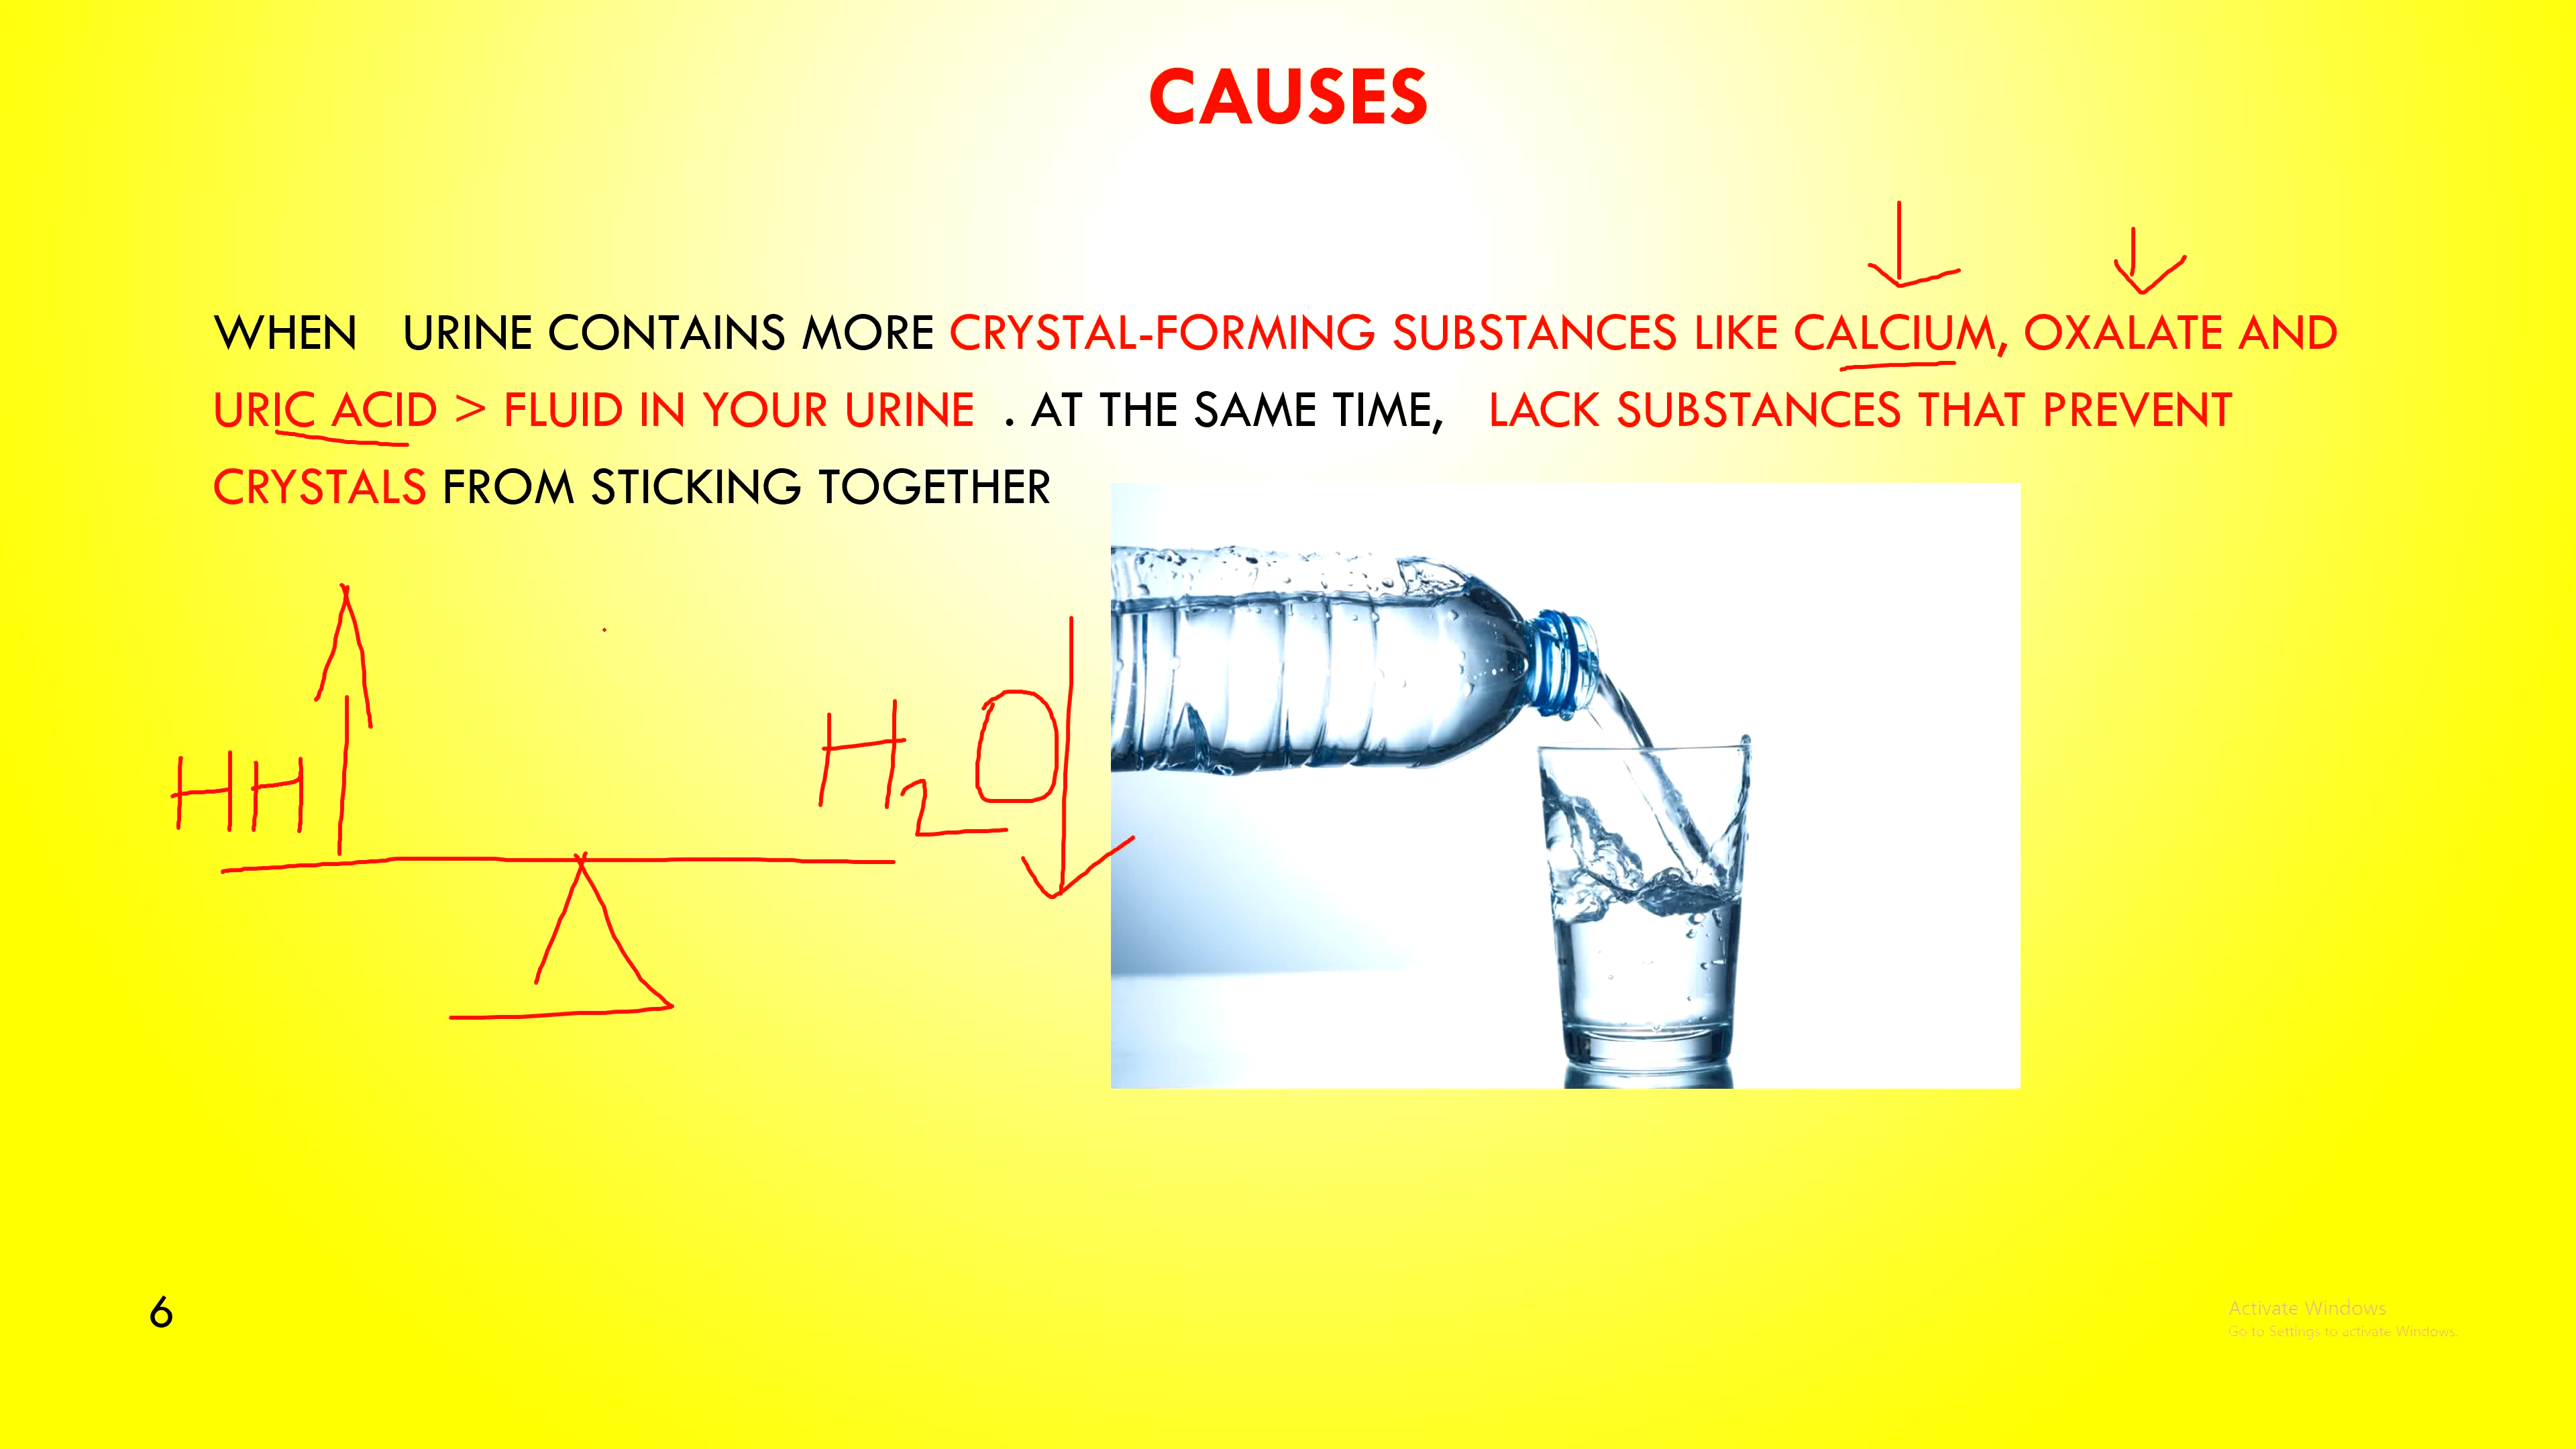 CAUSES
WHEN URINE CONTAINS MORE CRYSTAL-FORMING SUBSTANCES LIKE CALCIUM, OXALATE AND
URIC ACID > FLUID IN YOUR URINE . AT THE SAME TIME, LACK SUBSTANCES THAT PREVENT
CRYSTALS FROM STICKING TOGETHER
HH
H2O
6
Activate Windows
Go to Settings to activate Windows.